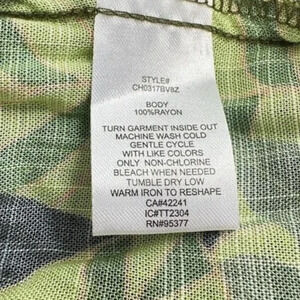 STYLE#
CH0317BV8Z
BODY
100%RAYON
TURN GARMENT INSIDE OUT
MACHINE WASH COLD
GENTLE CYCLE
WITH LIKE COLORS
ONLY NON-CHLORINE
BLEACH WHEN NEEDED
TUMBLE DRY LOW
WARM IRON TO RESHAPE
CA#42241
IC#TT2304
RN#95377